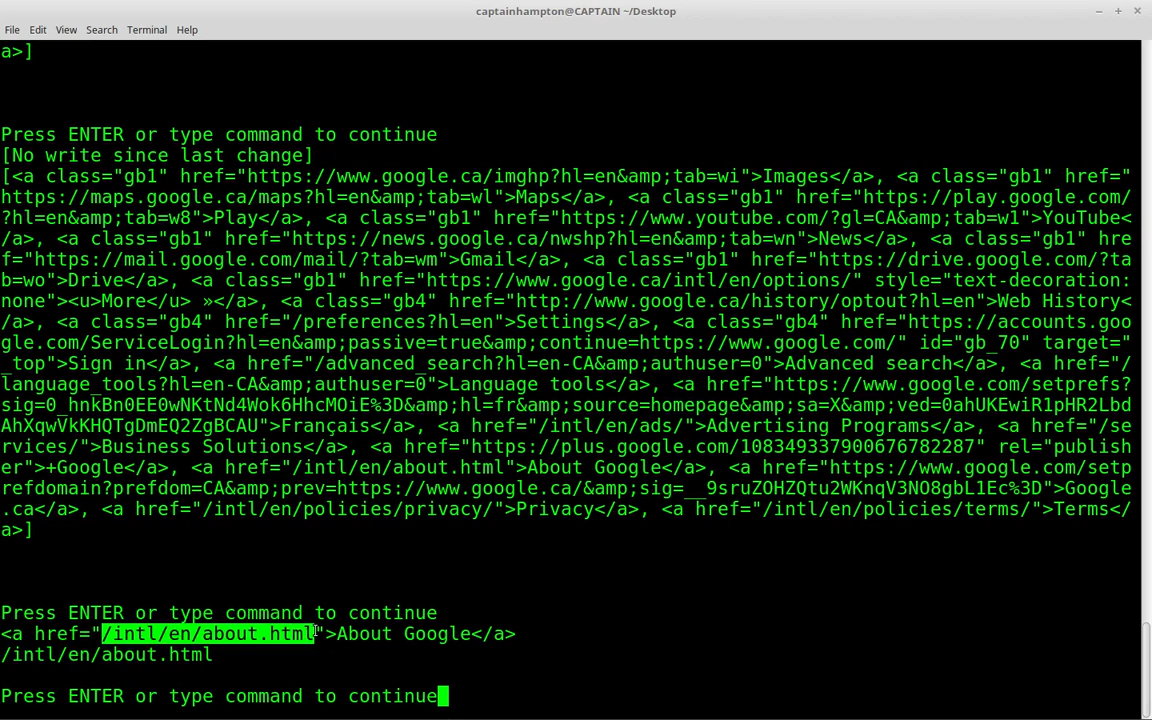 captainhampton@CAPTAIN ~/Desktop
File Edit View Search Terminal Help
a>]
Press ENTER or type command to continue
[No write since last change]
[<a class="gb1" href="https://www.google.ca/imghp?hl=en&amp;tab=wi">Images</a>, <a class="gb1" href="
https://maps.google.ca/maps?hl=en&amp;tab=wl">Maps</a>, <a class="gb1" href="https://play.google.com/
?hl=en&amp;tab=w8">Play</a>, <a class="gb1" href="https://www.youtube.com/?gl=CA&amp;tab=w1">YouTube<
/a>, <a class="gb1" href="https://news.google.ca/nwshp?hl=en&amp;tab=wn">News</a>, <a class="gb1" hre
f="https://mail.google.com/mail/?tab=wm">Gmail</a>, <a class="gb1" href="https://drive.google.com/?ta
b=wo">Drive</a>, <a class="gb1" href="https://www.google.ca/intl/en/options/" style="text-decoration:
none"><u>More</u> »</a>, <a class="gb4" href="http://www.google.ca/history/optout?hl=en">Web History<
/a>, <a class="gb4" href="/preferences?hl=en">Settings</a>, <a class="gb4" href="https://accounts.goo
gle.com/ServiceLogin?hl=en&amp;passive=true&amp;continue=https://www.google.com/" id="gb_70" target="
_top">Sign in</a>, <a href="/advanced_search?hl=en-CA&amp;authuser=0">Advanced search</a>, <a href="/
language_tools?hl=en-CA&amp;authuser=0">Language tools</a>, <a href="https://www.google.com/setprefs?
sig=0_hnkBn0EE0wNKtNd4Wok6HhcMOiE%3D&amp;hl=fr&amp;source=homepage&amp;sa=X&amp;ved=0ahUKEwiR1pHR2Lbd
AhXqwVkKHQTgDmEQ2ZgBCAU">Français</a>, <a href="/intl/en/ads/">Advertising Programs</a>, <a href="/se
rvices/">Business Solutions</a>, <a href="https://plus.google.com/108349337900676782287" rel="publish
er">+Google</a>, <a href="/intl/en/about.html">About Google</a>, <a href="https://www.google.com/setp
refdomain?prefdom=CA&amp;prev=https://www.google.ca/&amp;sig=__9sruZOHZQtu2WKnqV3NO8gbL1Ec%3D">Google
.ca</a>, <a href="/intl/en/policies/privacy/">Privacy</a>, <a href="/intl/en/policies/terms/">Terms</
a>]
Press ENTER or type command to continue
<a href="/intl/en/about.html">About Google</a>
/intl/en/about.html
Press ENTER or type command to continue